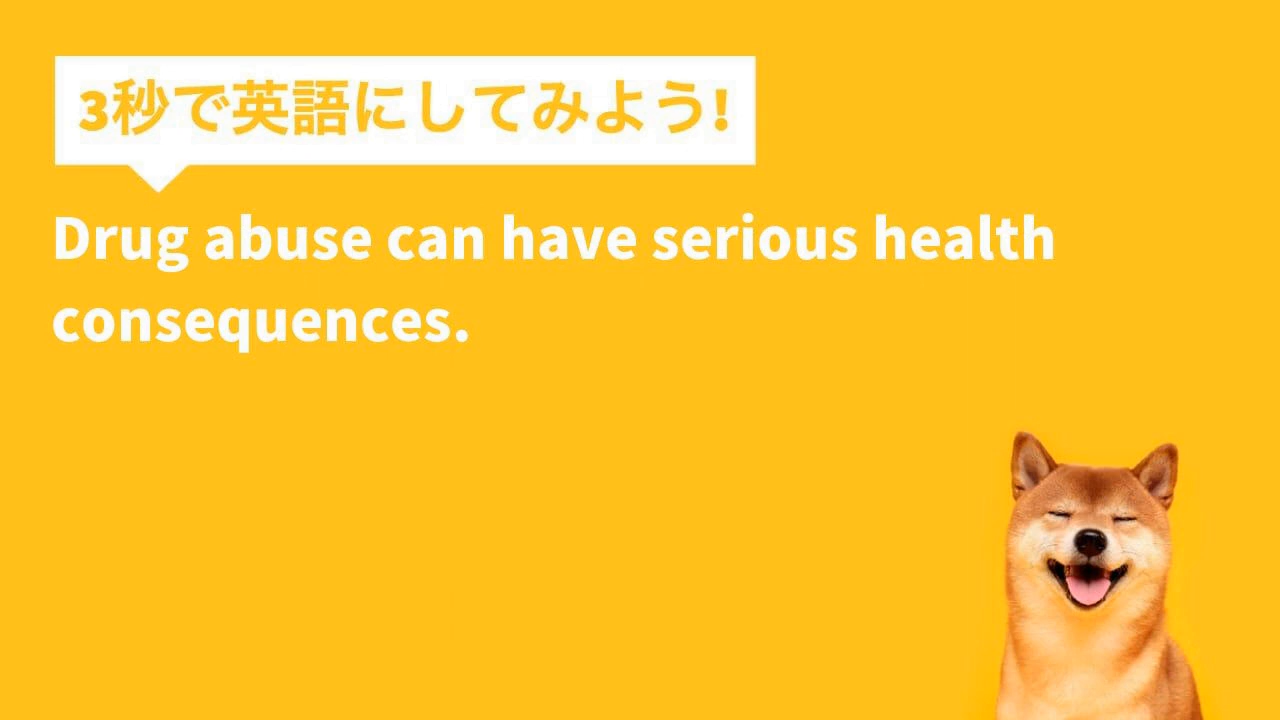 3秒で英語にしてみよう!
Drug abuse can have serious health
consequences.